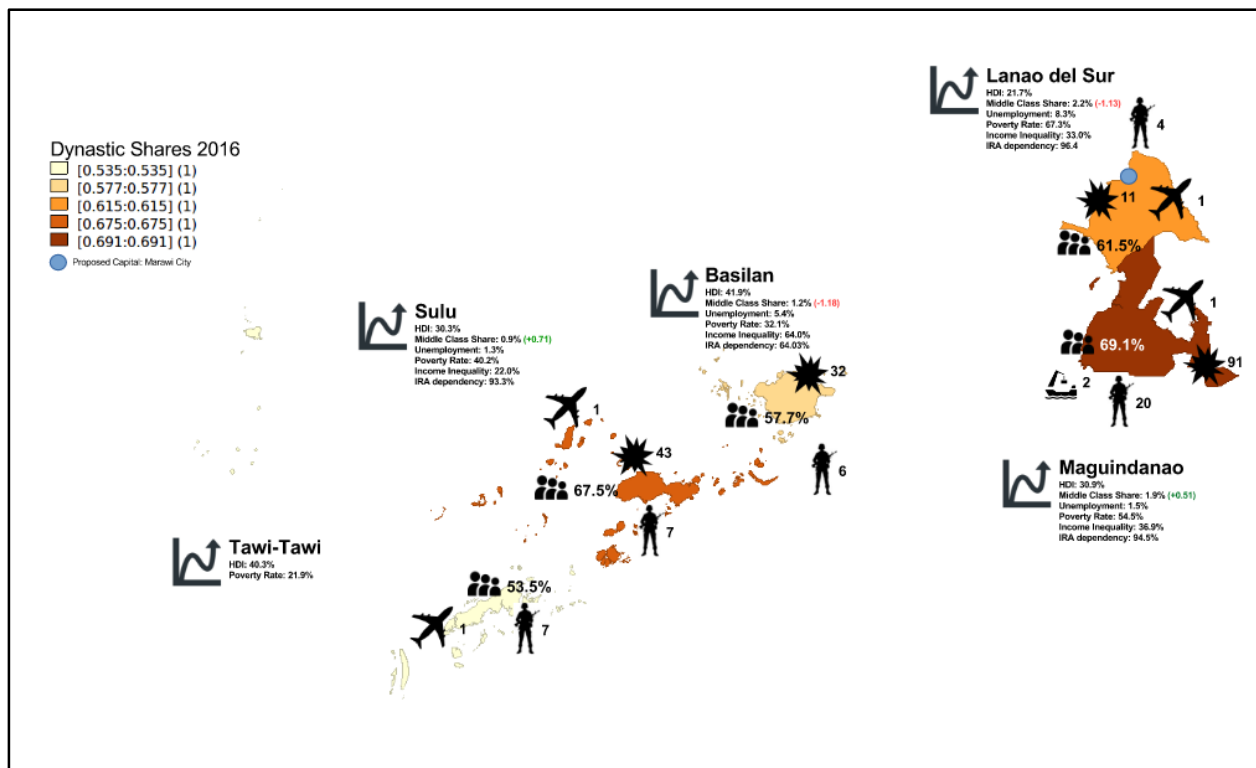 Lanao del Sur
HDI: 21.7%
Middle Class Share: 2.2% (-1.13)
Unemployment: 8.3%
Poverty Rate: 67.3%
Income Inequality: 33.0%
IRA dependency: 96.4
4
Dynastic Shares 2016
[0.535:0.535] (1)
[0.577:0.577] (1)
[0.615:0.615] (1)
[0.675:0.675] (1)
[0.691:0.691] (1)
Proposed Capital: Marawi City
11
1
61.5%
Basilan
HDI: 41.9%
Middle Class Share: 1.2% (-1.18)
Unemployment: 5.4%
Poverty Rate: 32.1%
Income Inequality: 64.0%
IRA dependency: 64.03%
Sulu
HDI: 30.3%
Middle Class Share: 0.9% (+0.71)
Unemployment: 1.3%
Poverty Rate: 40.2%
Income Inequality: 22.0%
IRA dependency: 93.3%
1
69.1%
91
2
20
32
57.7%
6
1
43
67.5%
7
Maguindanao
HDI: 30.9%
Middle Class Share: 1.9% (+0.51)
Unemployment: 1.5%
Poverty Rate: 54.5%
Income Inequality: 36.9%
IRA dependency: 94.5%
Tawi-Tawi
HDI: 40.3%
Poverty Rate: 21.9%
53.5%
1
7